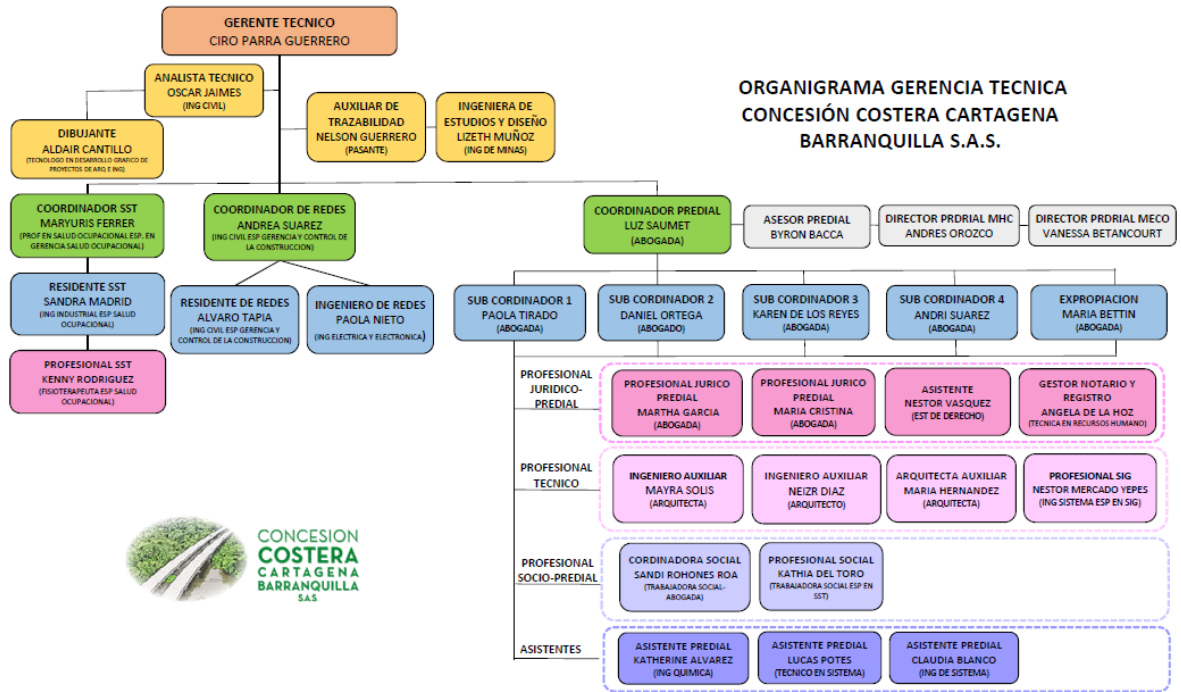 GERENTE TECNICO
CIRO PARRA GUERRERO
ORGANIGRAMA GERENCIA TECNICA
CONCESIÓN COSTERA CARTAGENA
BARRANQUILLA S.A.S.
ANALISTA TECNICO
OSCAR JAIMES
(ING CIVIL)
AUXILIAR DE
TRAZABILIDAD
NELSON GUERRERO
(PASANTE)
INGENIERA DE
ESTUDIOS Y DISEÑO
LIZETH MUÑOZ
(ING DE MINAS)
DIBUJANTE
ALDAIR CANTILLO
(TECNOLOGO EN DESARROLLO GRAFICO DE
PROYECTOS DE ARQ E ING)
COORDINADOR SST
MARYURIS FERRER
(PROF EN SALUD OCUPACIONAL ESP. EN
GERENCIA SALUD OCUPACIONAL)
COORDINADOR DE REDES
ANDREA SUAREZ
(ING CIVIL ESP GERENCIA Y CONTROL DE
LA CONSTRUCCION)
COORDINADOR PREDIAL
LUZ SAUMET
(ABOGADA)
ASESOR PREDIAL
BYRON BACCA
DIRECTOR PRDRIAL MHC
ANDRES OROZCO
DIRECTOR PRDRIAL MECO
VANESSA BETANCOURT
RESIDENTE SST
SANDRA MADRID
(ING INDUSTRIAL ESP SALUD
OCUPACIONAL)
RESIDENTE DE REDES
ALVARO TAPIA
(ING CIVIL ESP GERENCIA Y
CONTROL DE LA CONSTRUCCION)
INGENIERO DE REDES
PAOLA NIETO
(ING ELECTRICA Y ELECTRONICA)
SUB CORDINADOR 1
PAOLA TIRADO
(ABOGADA)
SUB CORDINADOR 2
DANIEL ORTEGA
(ABOGADO)
SUB CORDINADOR 3
KAREN DE LOS REYES
(ABOGADA)
SUB CORDINADOR 4
ANDRI SUAREZ
(ABOGADA)
EXPROPIACION
MARIA BETTIN
(ABOGADA)
PROFESIONAL SST
KENNY RODRIGUEZ
(FISIOTERAPEUTA ESP SALUD
OCUPACIONAL)
PROFESIONAL
JURIDICO-
PREDIAL
PROFESIONAL JURICO
PREDIAL
MARTHA GARCIA
(ABOGADA)
PROFESIONAL JURICO
PREDIAL
MARIA CRISTINA
(ABOGADA)
ASISTENTE
NESTOR VASQUEZ
(EST DE DERECHO)
GESTOR NOTARIO Y
REGISTRO
ANGELA DE LA HOZ
(TECNICA EN RECURSOS HUMANO)
PROFESIONAL
TECNICO
INGENIERO AUXILIAR
MAYRA SOLIS
(ARQUITECTA)
INGENIERO AUXILIAR
NEIZR DIAZ
(ARQUITECTO)
ARQUITECTA AUXILIAR
MARIA HERNANDEZ
(ARQUITECTA)
PROFESIONAL SIG
NESTOR MERCADO YEPES
(ING SISTEMA ESP EN SIG)
CONCESION
COSTERA
CARTAGENA
BARRANQUILLA
SAS
PROFESIONAL
SOCIO-PREDIAL
CORDINADORA SOCIAL
SANDI ROHONES ROA
(TRABAJADORA SOCIAL-
ABOGADA)
PROFESIONAL SOCIAL
KATHIA DEL TORO
(TRABAJADORA SOCIAL ESP EN
SST)
ASISTENTES
ASISTENTE PREDIAL
KATHERINE ALVAREZ
(ING QUIMICA)
ASISTENTE PREDIAL
LUCAS POTES
(TECNICO EN SISTEMA)
ASISTENTE PREDIAL
CLAUDIA BLANCO
(ING DE SISTEMA)